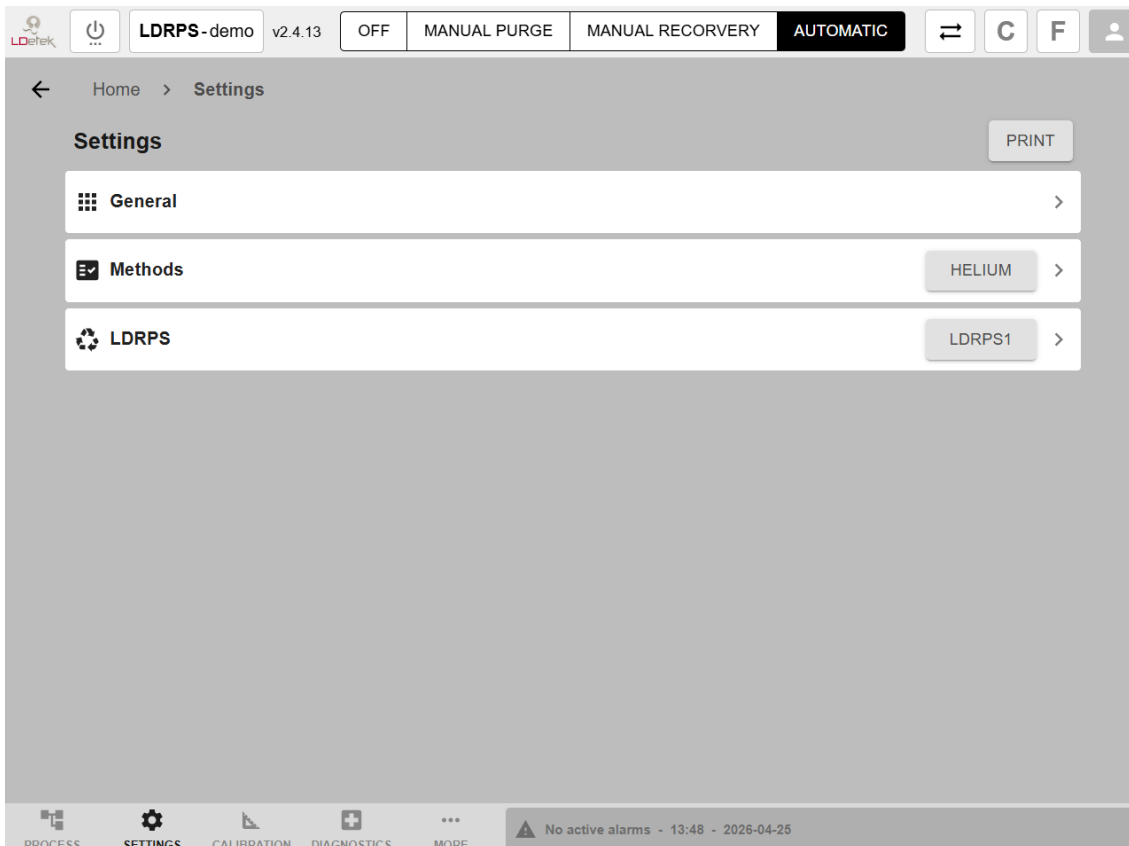 LDetek
LDRPS-demo v2.4.13 OFF MANUAL PURGE MANUAL RECORVERY AUTOMATIC C F
Home > Settings
Settings PRINT
General
Methods HELIUM
LDRPS LDRPS1
PROCESS SETTINGS CALIBRATION DIAGNOSTICS MORE
No active alarms - 13:48 - 2026-04-25